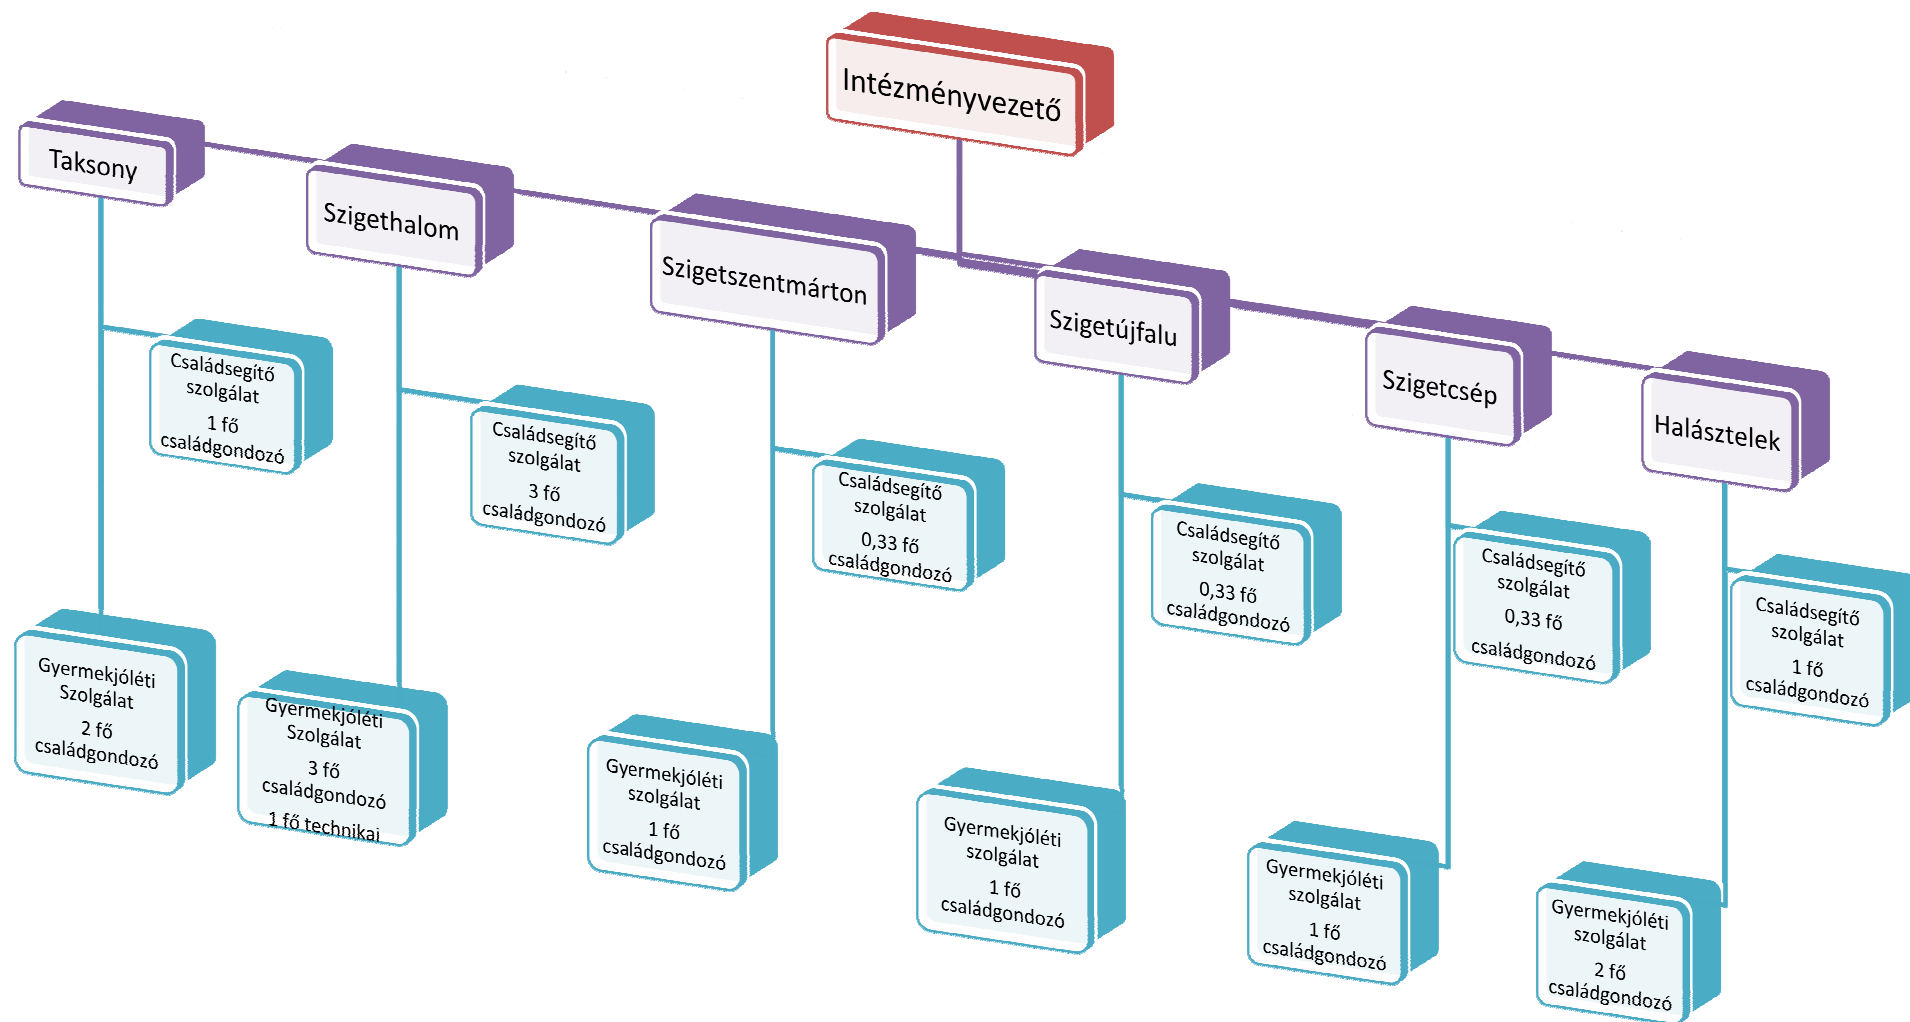 Intézményvezető
Taksony
Szigethalom
Szigetszentmárton
Szigetújfalu
Szigetcsép
Halásztelek
Családsegítő
szolgálat
1 fő
családgondozó
Gyermekjóléti
Szolgálat
2 fő
családgondozó
Családsegítő
szolgálat
3 fő
családgondozó
Gyermekjóléti
Szolgálat
3 fő
családgondozó
1 fő technikai
Családsegítő
szolgálat
0,33 fő
családgondozó
Gyermekjóléti
szolgálat
1 fő
családgondozó
Családsegítő
szolgálat
0,33 fő
családgondozó
Gyermekjóléti
szolgálat
1 fő
családgondozó
Családsegítő
szolgálat
0,33 fő
családgondozó
Gyermekjóléti
szolgálat
1 fő
családgondozó
Családsegítő
szolgálat
1 fő
családgondozó
Gyermekjóléti
szolgálat
2 fő
családgondozó